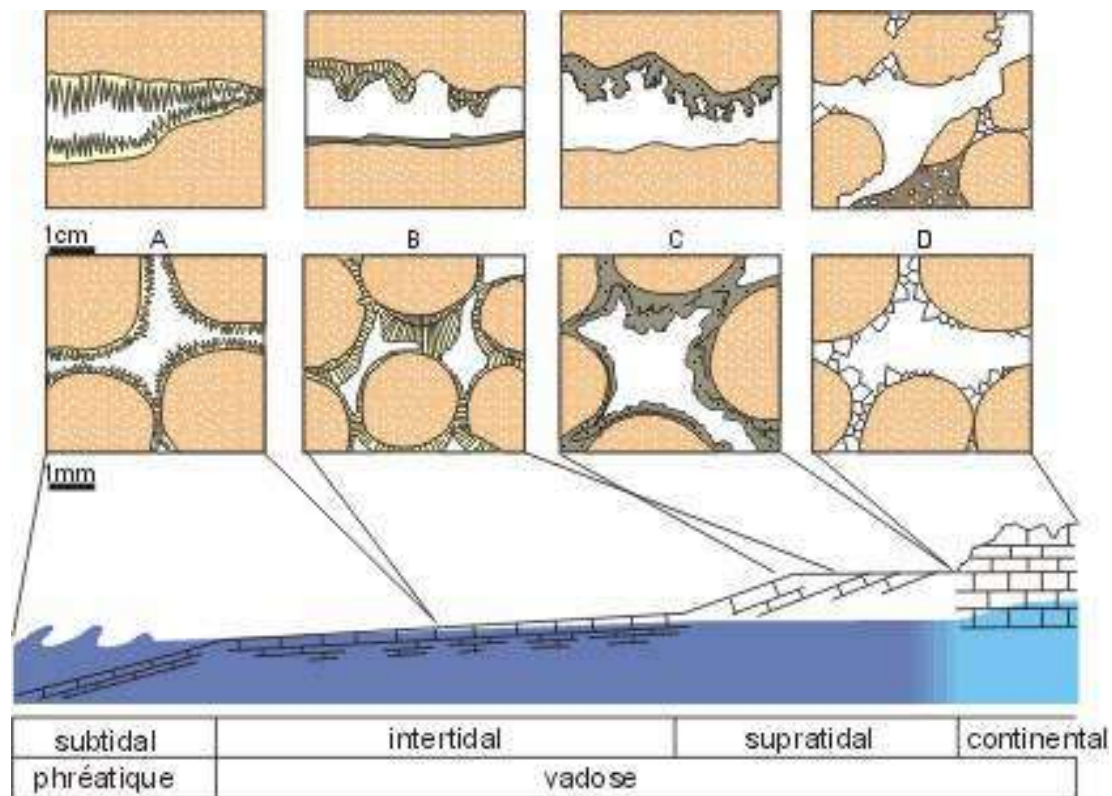 1cm A B C D
1mm
subtidal intertidal supratidal continental
phréatique vadose